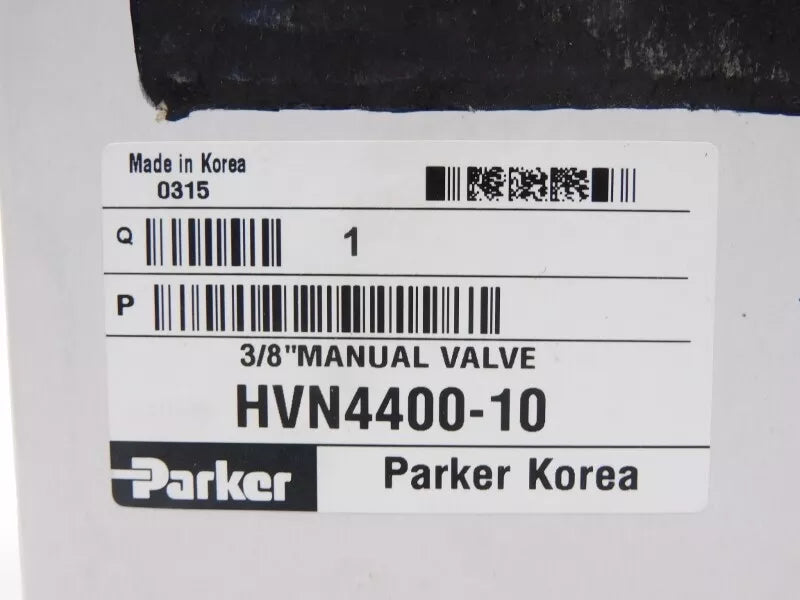 Made in Korea
0315
Q 1
P
3/8"MANUAL VALVE
HVN4400-10
Parker
Parker Korea